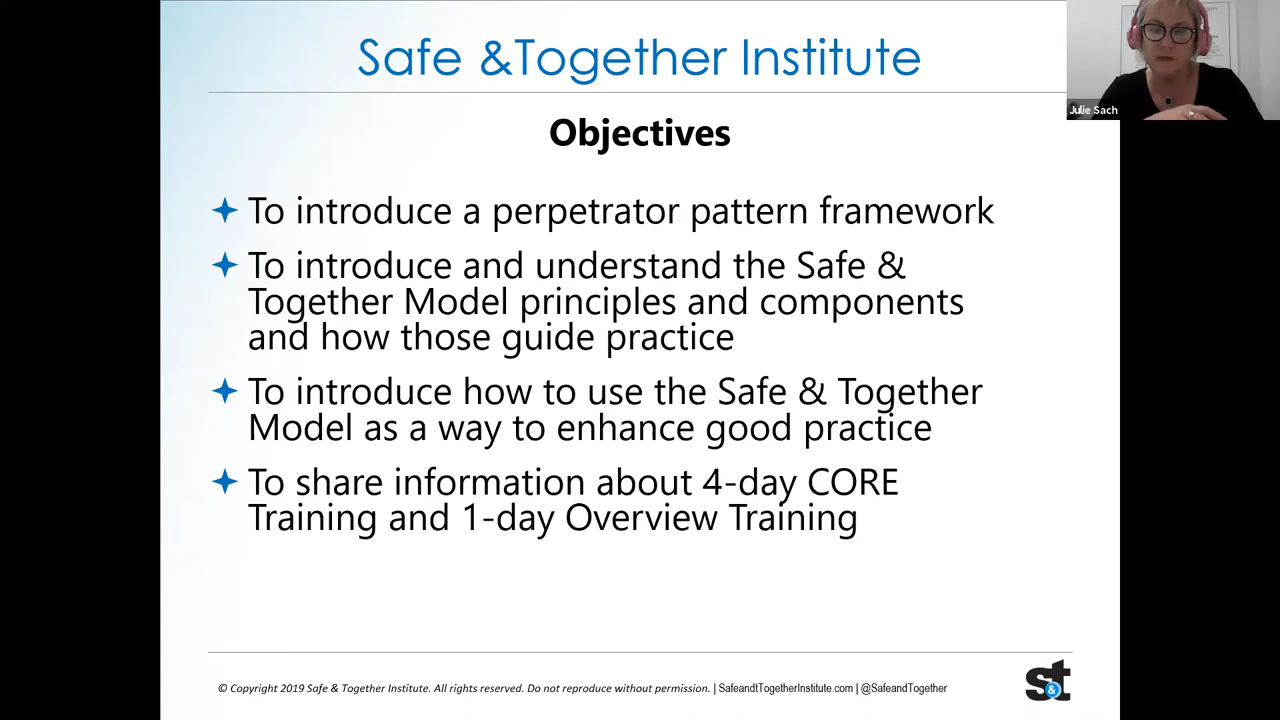 Safe &Together Institute
Julie Sach
Objectives
To introduce a perpetrator pattern framework
To introduce and understand the Safe &
Together Model principles and components
and how those guide practice
To introduce how to use the Safe & Together
Model as a way to enhance good practice
To share information about 4-day CORE
Training and 1-day Overview Training
© Copyright 2019 Safe & Together Institute. All rights reserved. Do not reproduce without permission. | SafeandtTogetherInstitute.com | @SafeandTogether
s&t